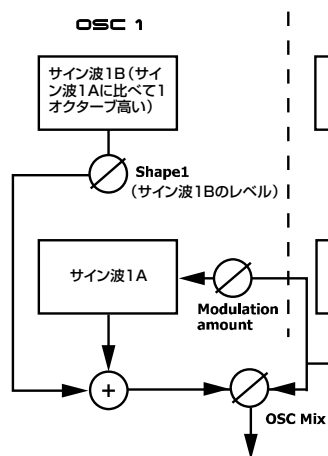 OSC 1
サイン波1B（サイ
ン波1Aに比べて1
オクターブ高い）
Shape1
（サイン波1Bのレベル）
サイン波1A
Modulation
amount
+
OSC Mix